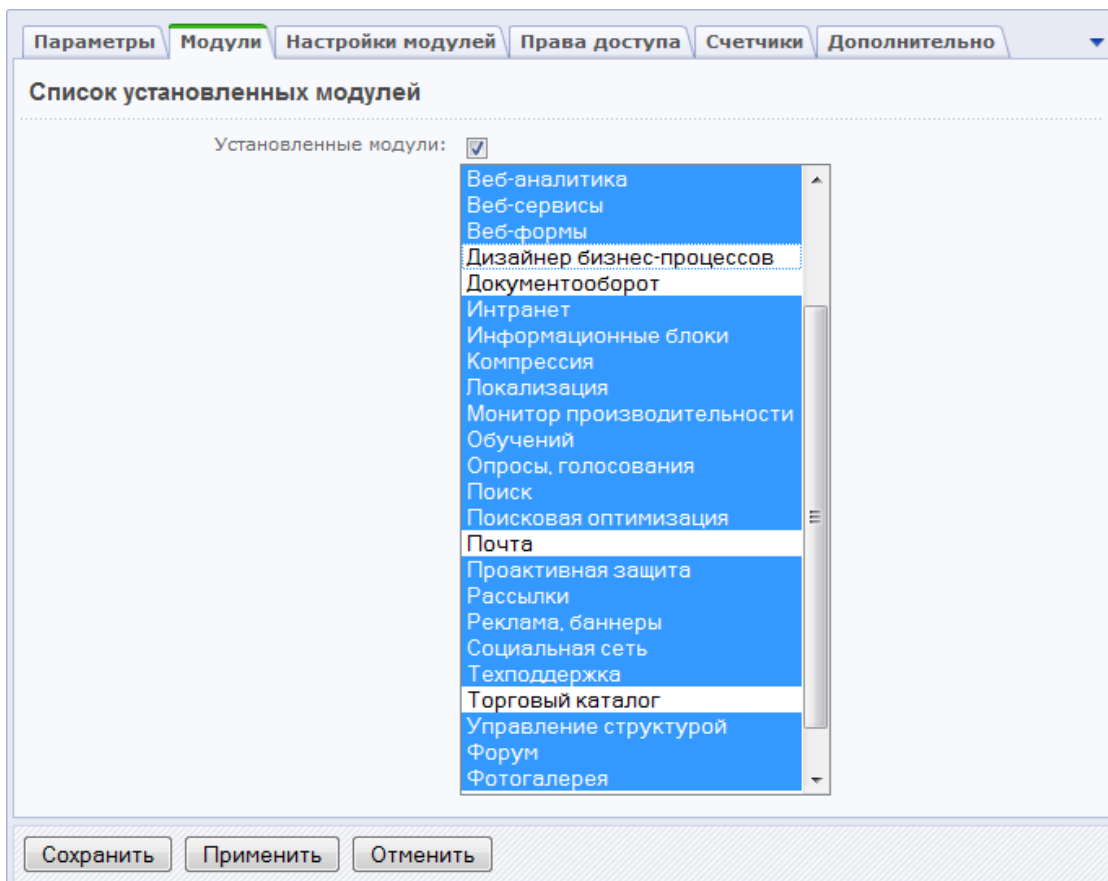 Параметры Модули Настройки модулей Права доступа Счетчики Дополнительно
Список установленных модулей
Установленные модули:
Веб-аналитика
Веб-сервисы
Веб-формы
Дизайнер бизнес-процессов
Документооборот
Интранет
Информационные блоки
Компрессия
Локализация
Монитор производительности
Обучений
Опросы, голосования
Поиск
Поисковая оптимизация
Почта
Проактивная защита
Рассылки
Реклама, баннеры
Социальная сеть
Техподдержка
Торговый каталог
Управление структурой
Форум
Фотогалерея
Сохранить Применить Отменить